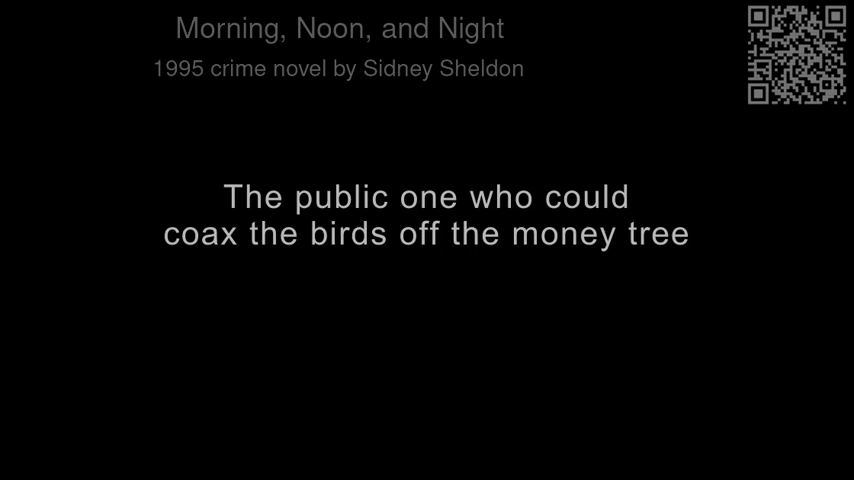 Morning, Noon, and Night
1995 crime novel by Sidney Sheldon
The public one who could
coax the birds off the money tree